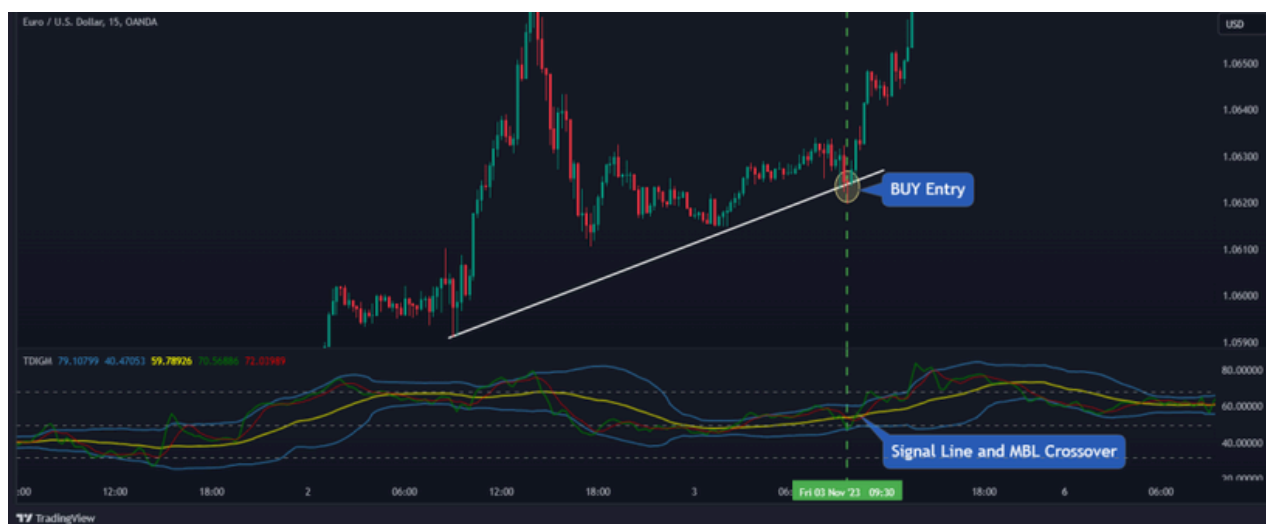 Euro / U.S. Dollar, 15, OANDA
USD
1.06500
1.06400
1.06300
BUY Entry
1.06200
1.06100
1.06000
1.05900
TDIGM 79.10799 40.47053 59.78926 70.56886 72.03989
80.00000
60.00000
Signal Line and MBL Crossover
40.00000
20.00000
:00 12:00 18:00 2 06:00 12:00 18:00 3 06: Fri 03 Nov '23 09:30 18:00 6 06:00
TradingView